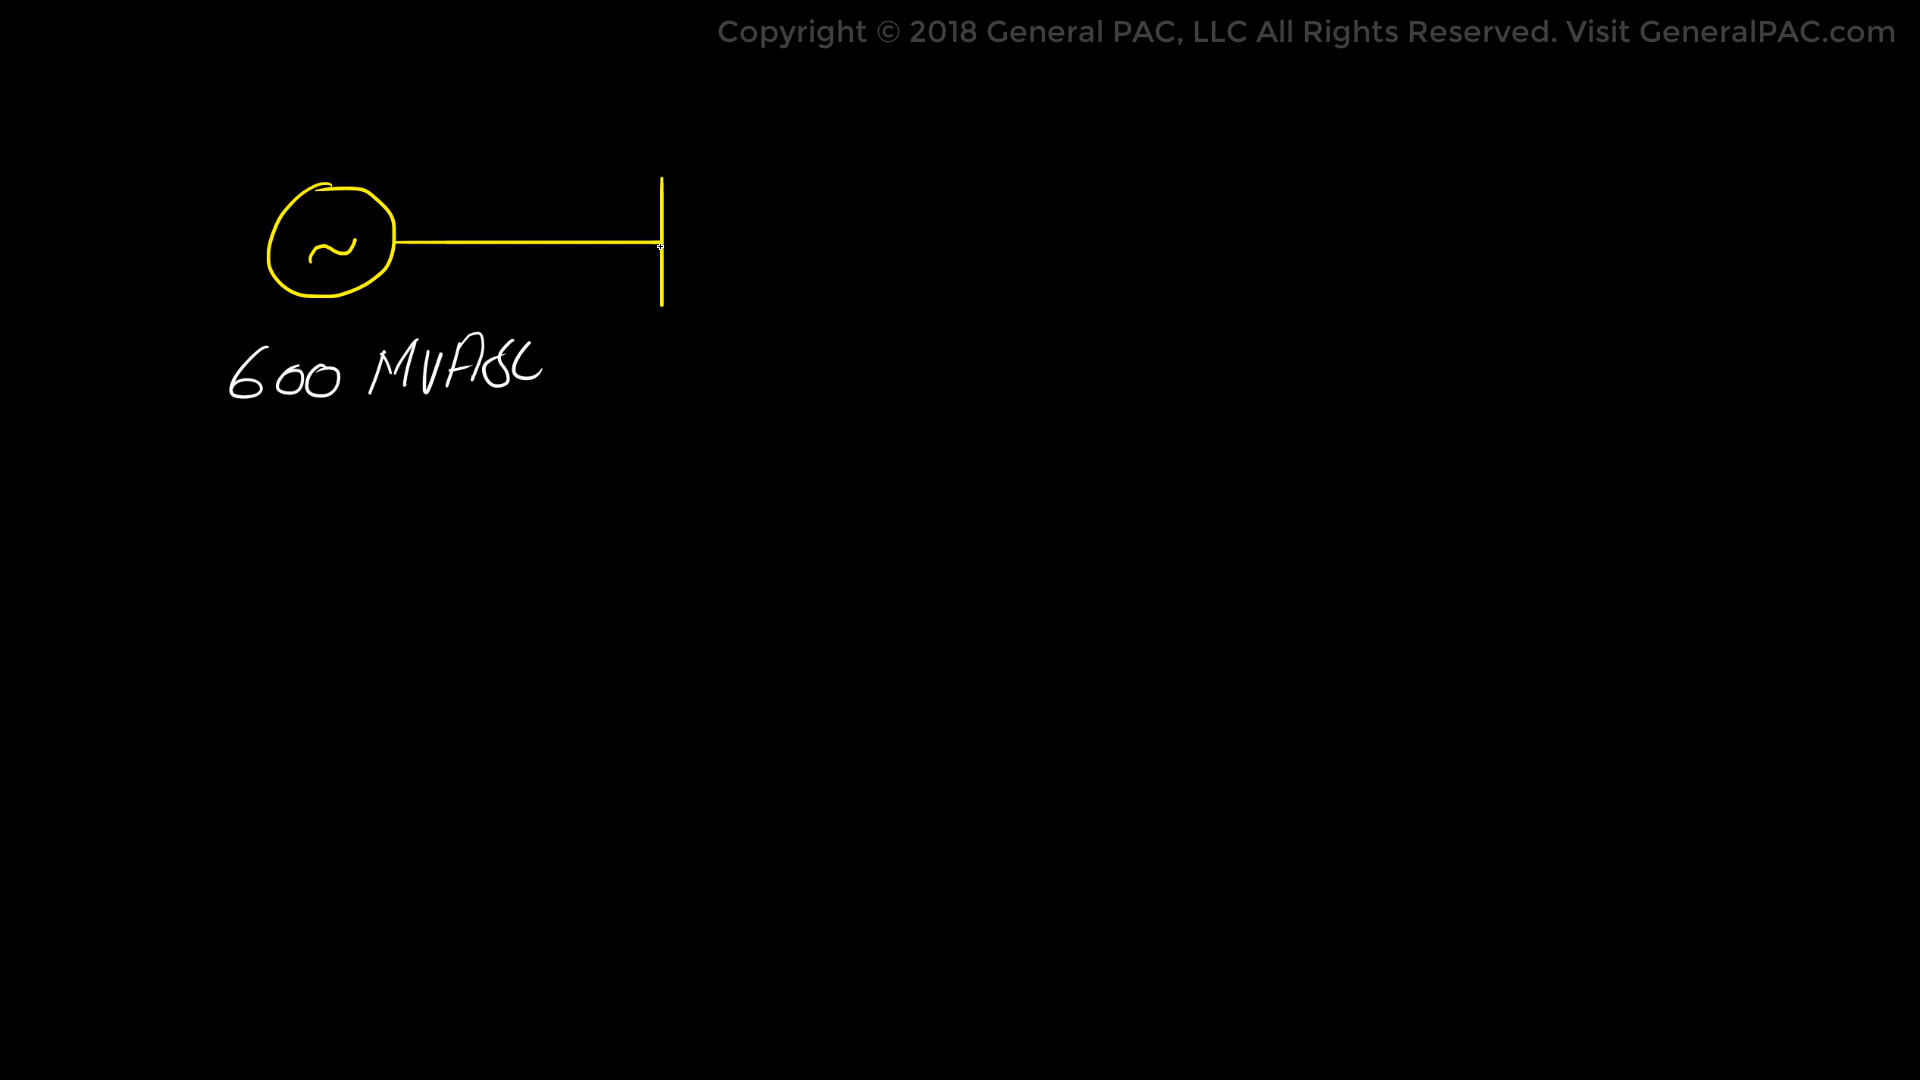 Copyright © 2018 General PAC, LLC All Rights Reserved. Visit GeneralPAC.com
~
600 MVASC